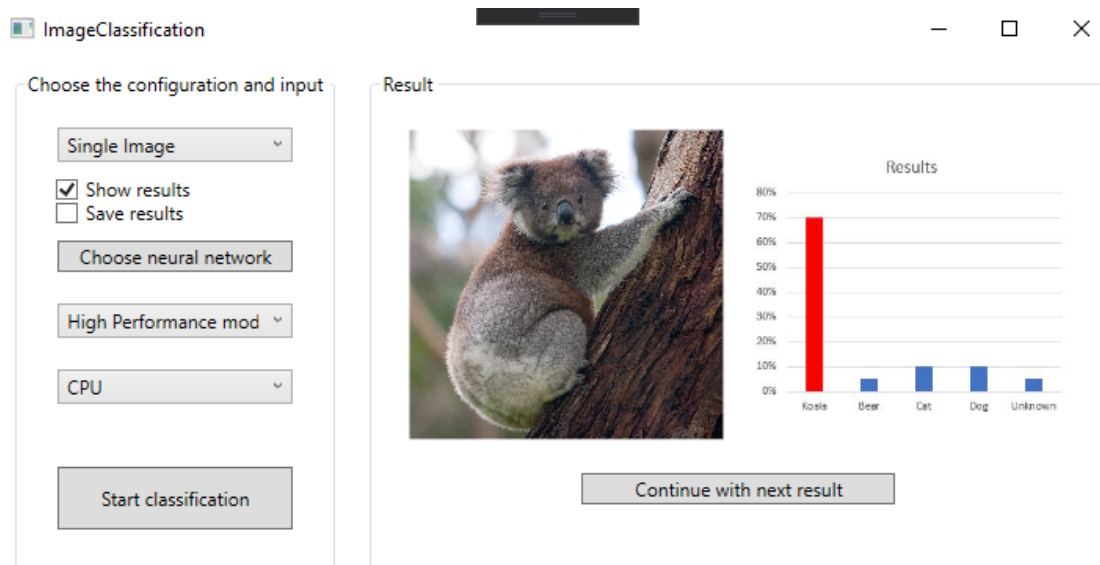 ImageClassification
Choose the configuration and input
Single Image
Show results
Save results
Choose neural network
High Performance mod
CPU
Start classification
Result
Results
80%
70%
60%
50%
40%
30%
20%
10%
0%
Koala Bear Cat Dog Unknown
Continue with next result